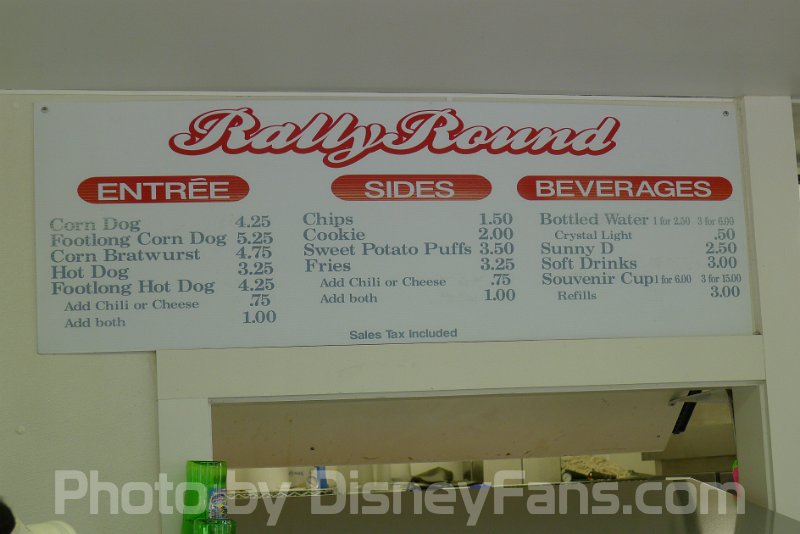 Rally Round
ENTRÉE
Corn Dog 4.25
Footlong Corn Dog 5.25
Corn Bratwurst 4.75
Hot Dog 3.25
Footlong Hot Dog 4.25
Add Chili or Cheese .75
Add both 1.00
SIDES
Chips 1.50
Cookie 2.00
Sweet Potato Puffs 3.50
Fries 3.25
Add Chili or Cheese .75
Add both 1.00
BEVERAGES
Bottled Water 1 for 2.50 3 for 6.00
Crystal Light .50
Sunny D 2.50
Soft Drinks 3.00
Souvenir Cup 1 for 6.00 3 for 15.00
Refills 3.00
Sales Tax Included
Photo by DisneyFans.com